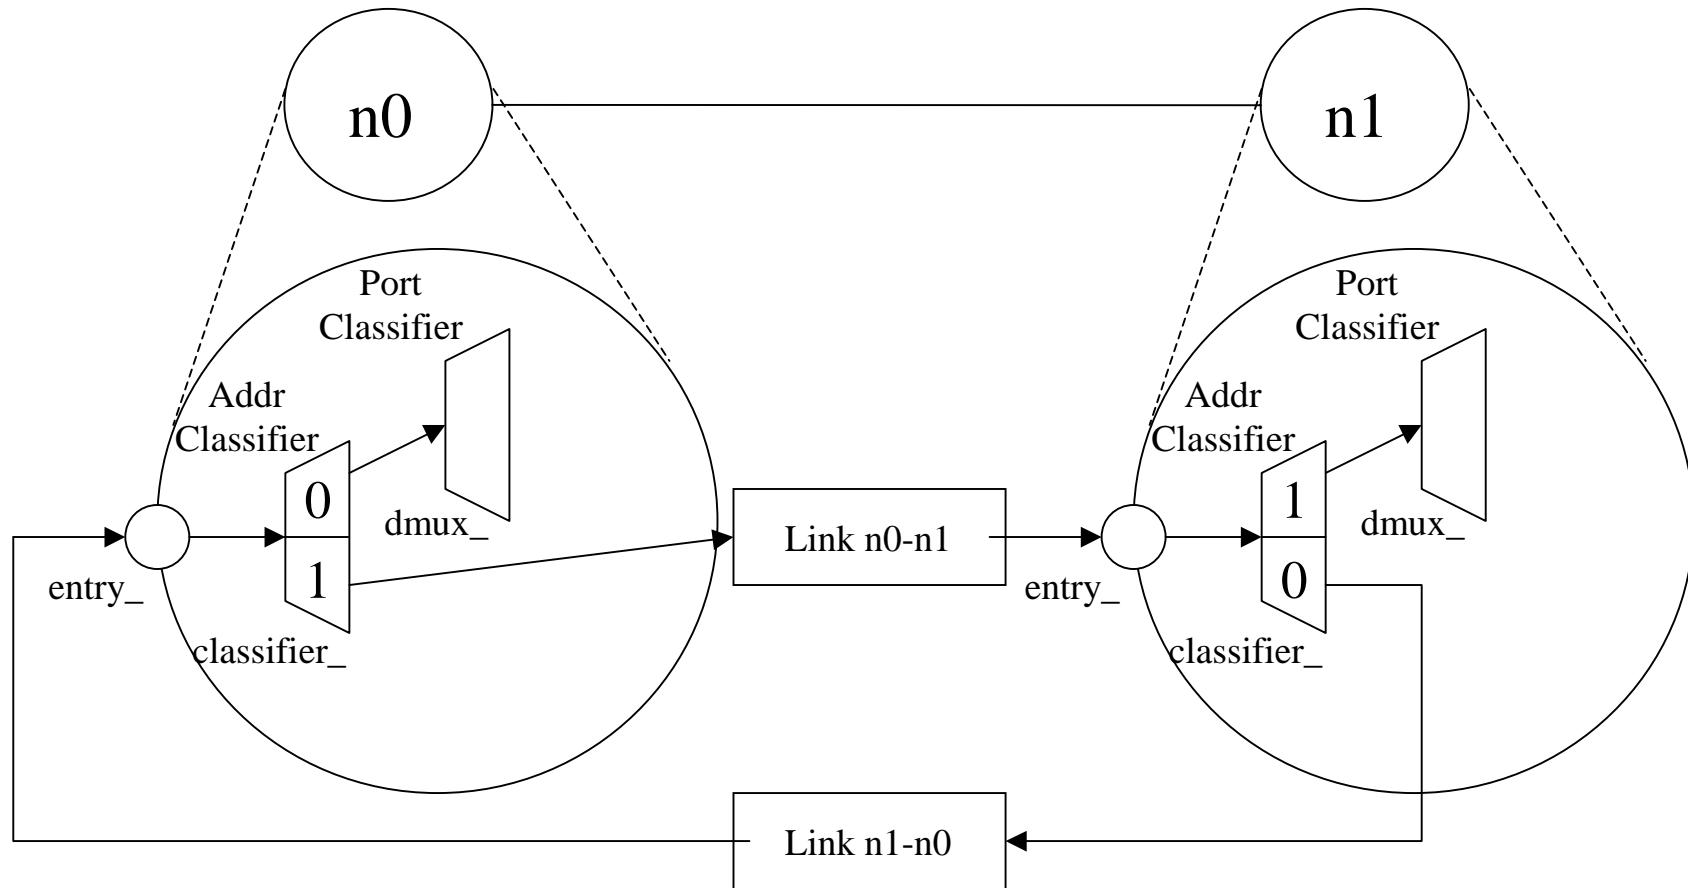 n0
n1
Port
Classifier
Addr
Classifier
0
1
dmux_
entry_
classifier_
Link n0-n1
Port
Classifier
Addr
Classifier
1
0
dmux_
entry_
classifier_
Link n1-n0